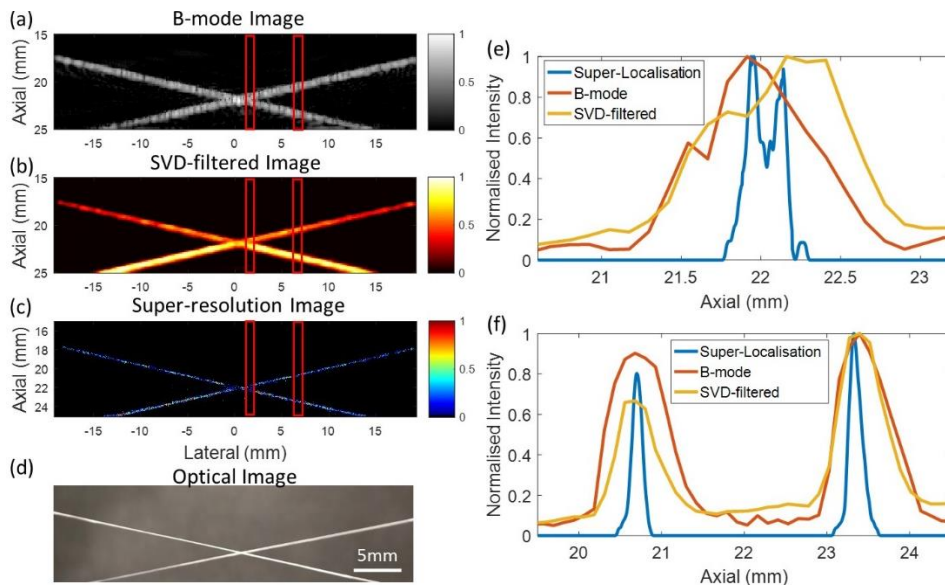 (a)
B-mode Image
Axial (mm)
15
20
25
-15 -10 -5 0 5 10 15
1
0.5
0
(b)
SVD-filtered Image
Axial (mm)
15
20
25
-15 -10 -5 0 5 10 15
1
0.5
0
(c)
Super-resolution Image
Axial (mm)
16
18
20
22
24
-15 -10 -5 0 5 10 15
Lateral (mm)
1
0.5
0
(d)
Optical Image
5mm
(e)
Normalised Intensity
1
0.8
0.6
0.4
0.2
0
Super-Localisation
B-mode
SVD-filtered
21 21.5 22 22.5 23
Axial (mm)
(f)
Normalised Intensity
1
0.8
0.6
0.4
0.2
0
Super-Localisation
B-mode
SVD-filtered
20 21 22 23 24
Axial (mm)